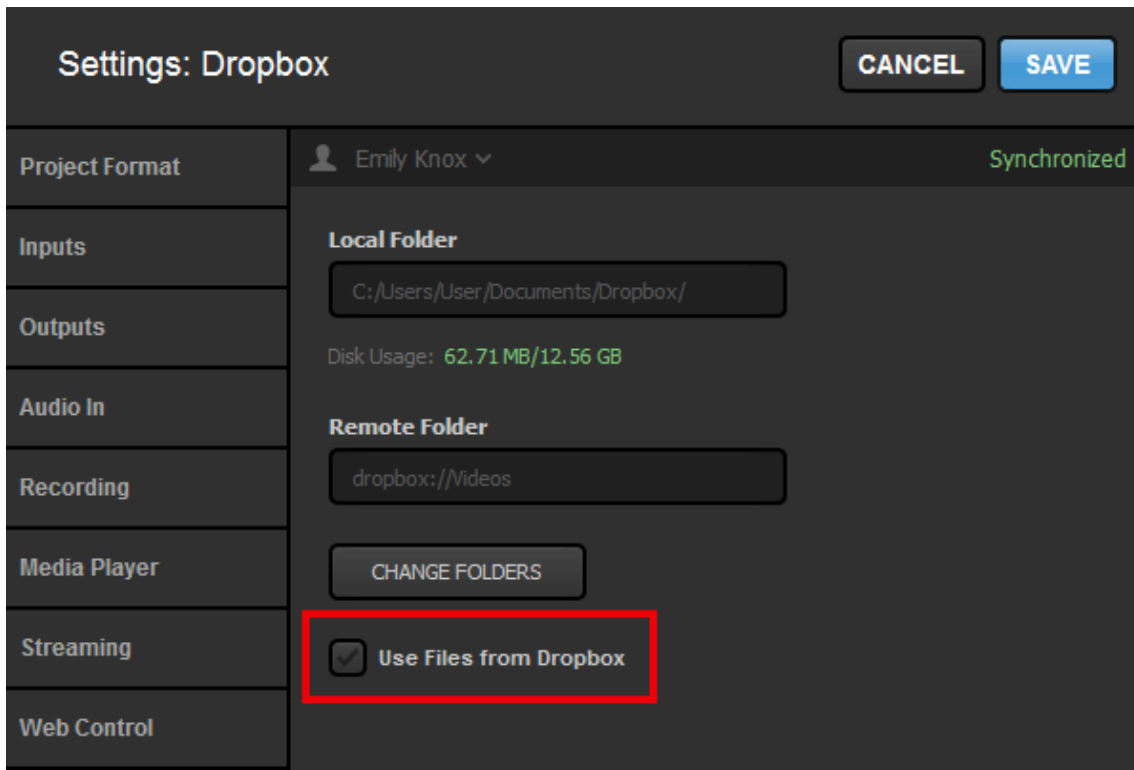 Settings: Dropbox
CANCEL
SAVE
Project Format
Inputs
Outputs
Audio In
Recording
Media Player
Streaming
Web Control
Emily Knox
Synchronized
Local Folder
C:/Users/User/Documents/Dropbox/
Disk Usage: 62.71 MB/12.56 GB
Remote Folder
dropbox://Videos
CHANGE FOLDERS
Use Files from Dropbox